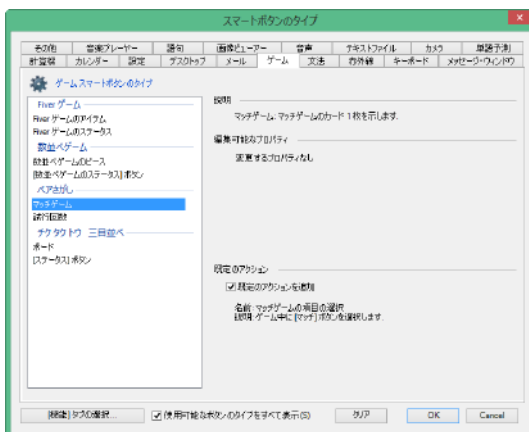 スマートボタンのタイプ
その他 音楽プレーヤー 語句 画像ビューアー 音声 テキストファイル カメラ 単語予測
計算器 カレンダー 設定 デスクトップ メール ゲーム 文法 赤外線 キーボード メッセージ・ウィンドウ
ゲームスマートボタンのタイプ
River ゲーム
River ゲームのアイテム
River ゲームのステータス
数並べゲーム
数並べゲームのピース
[数並べゲームのステータス] ボタン
ペアさがし
マッチゲーム
試行回数
チクタクトウ 三目並べ
ボード
[ステータス] ボタン
説明
マッチゲーム: マッチゲームのカード 1 枚を示します。
編集可能なプロパティ
変更するプロパティなし
既定のアクション
既定のアクションを追加
名前: マッチゲームの項目の選択
説明: ゲーム中に [マッチ] ボタンを選択します。
[機能] タブの選択...
使用可能なボタンのタイプをすべて表示(S)
クリア
OK
Cancel